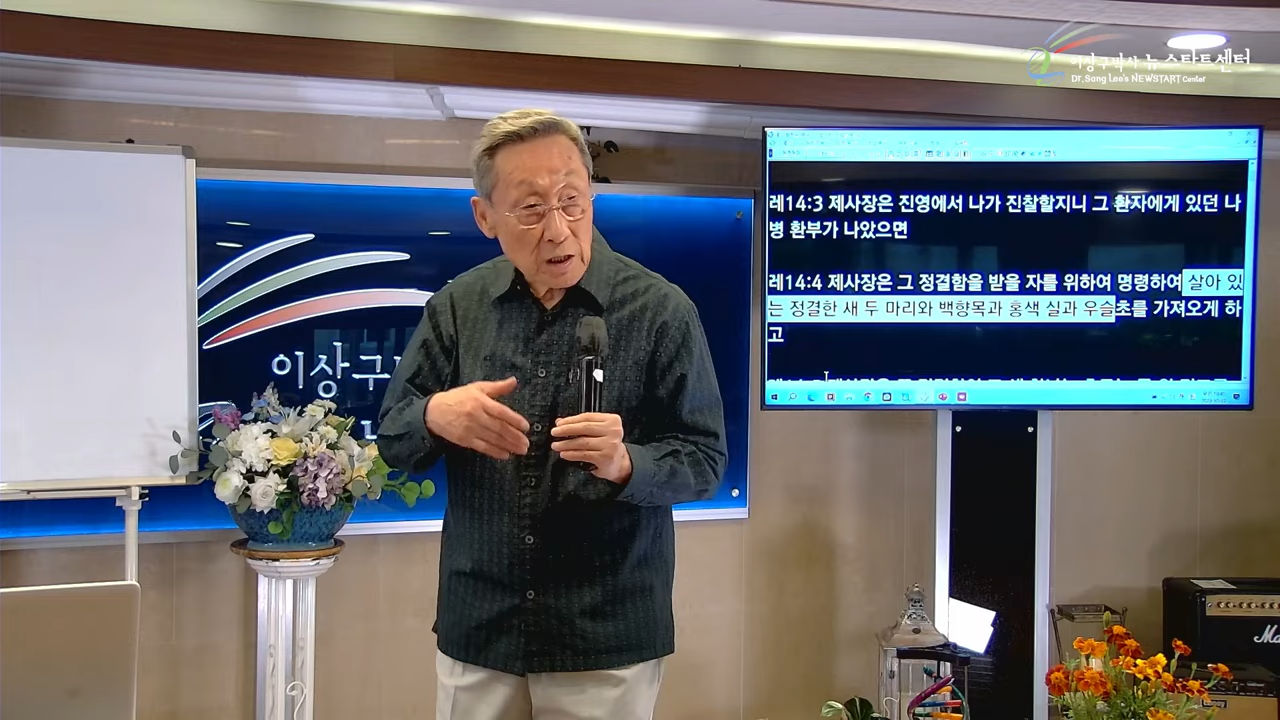 이상구박사 뉴스타트센터
Dr. Sang Lee's NEWSTART Center
레14:3 제사장은 진영에서 나가 진찰할지니 그 환자에게 있던 나
병 환부가 나았으면
레14:4 제사장은 그 정결함을 받을 자를 위하여 명령하여 살아 있
는 정결한 새 두 마리와 백향목과 홍색 실과 우슬초를 가져오게 하
고
이상구